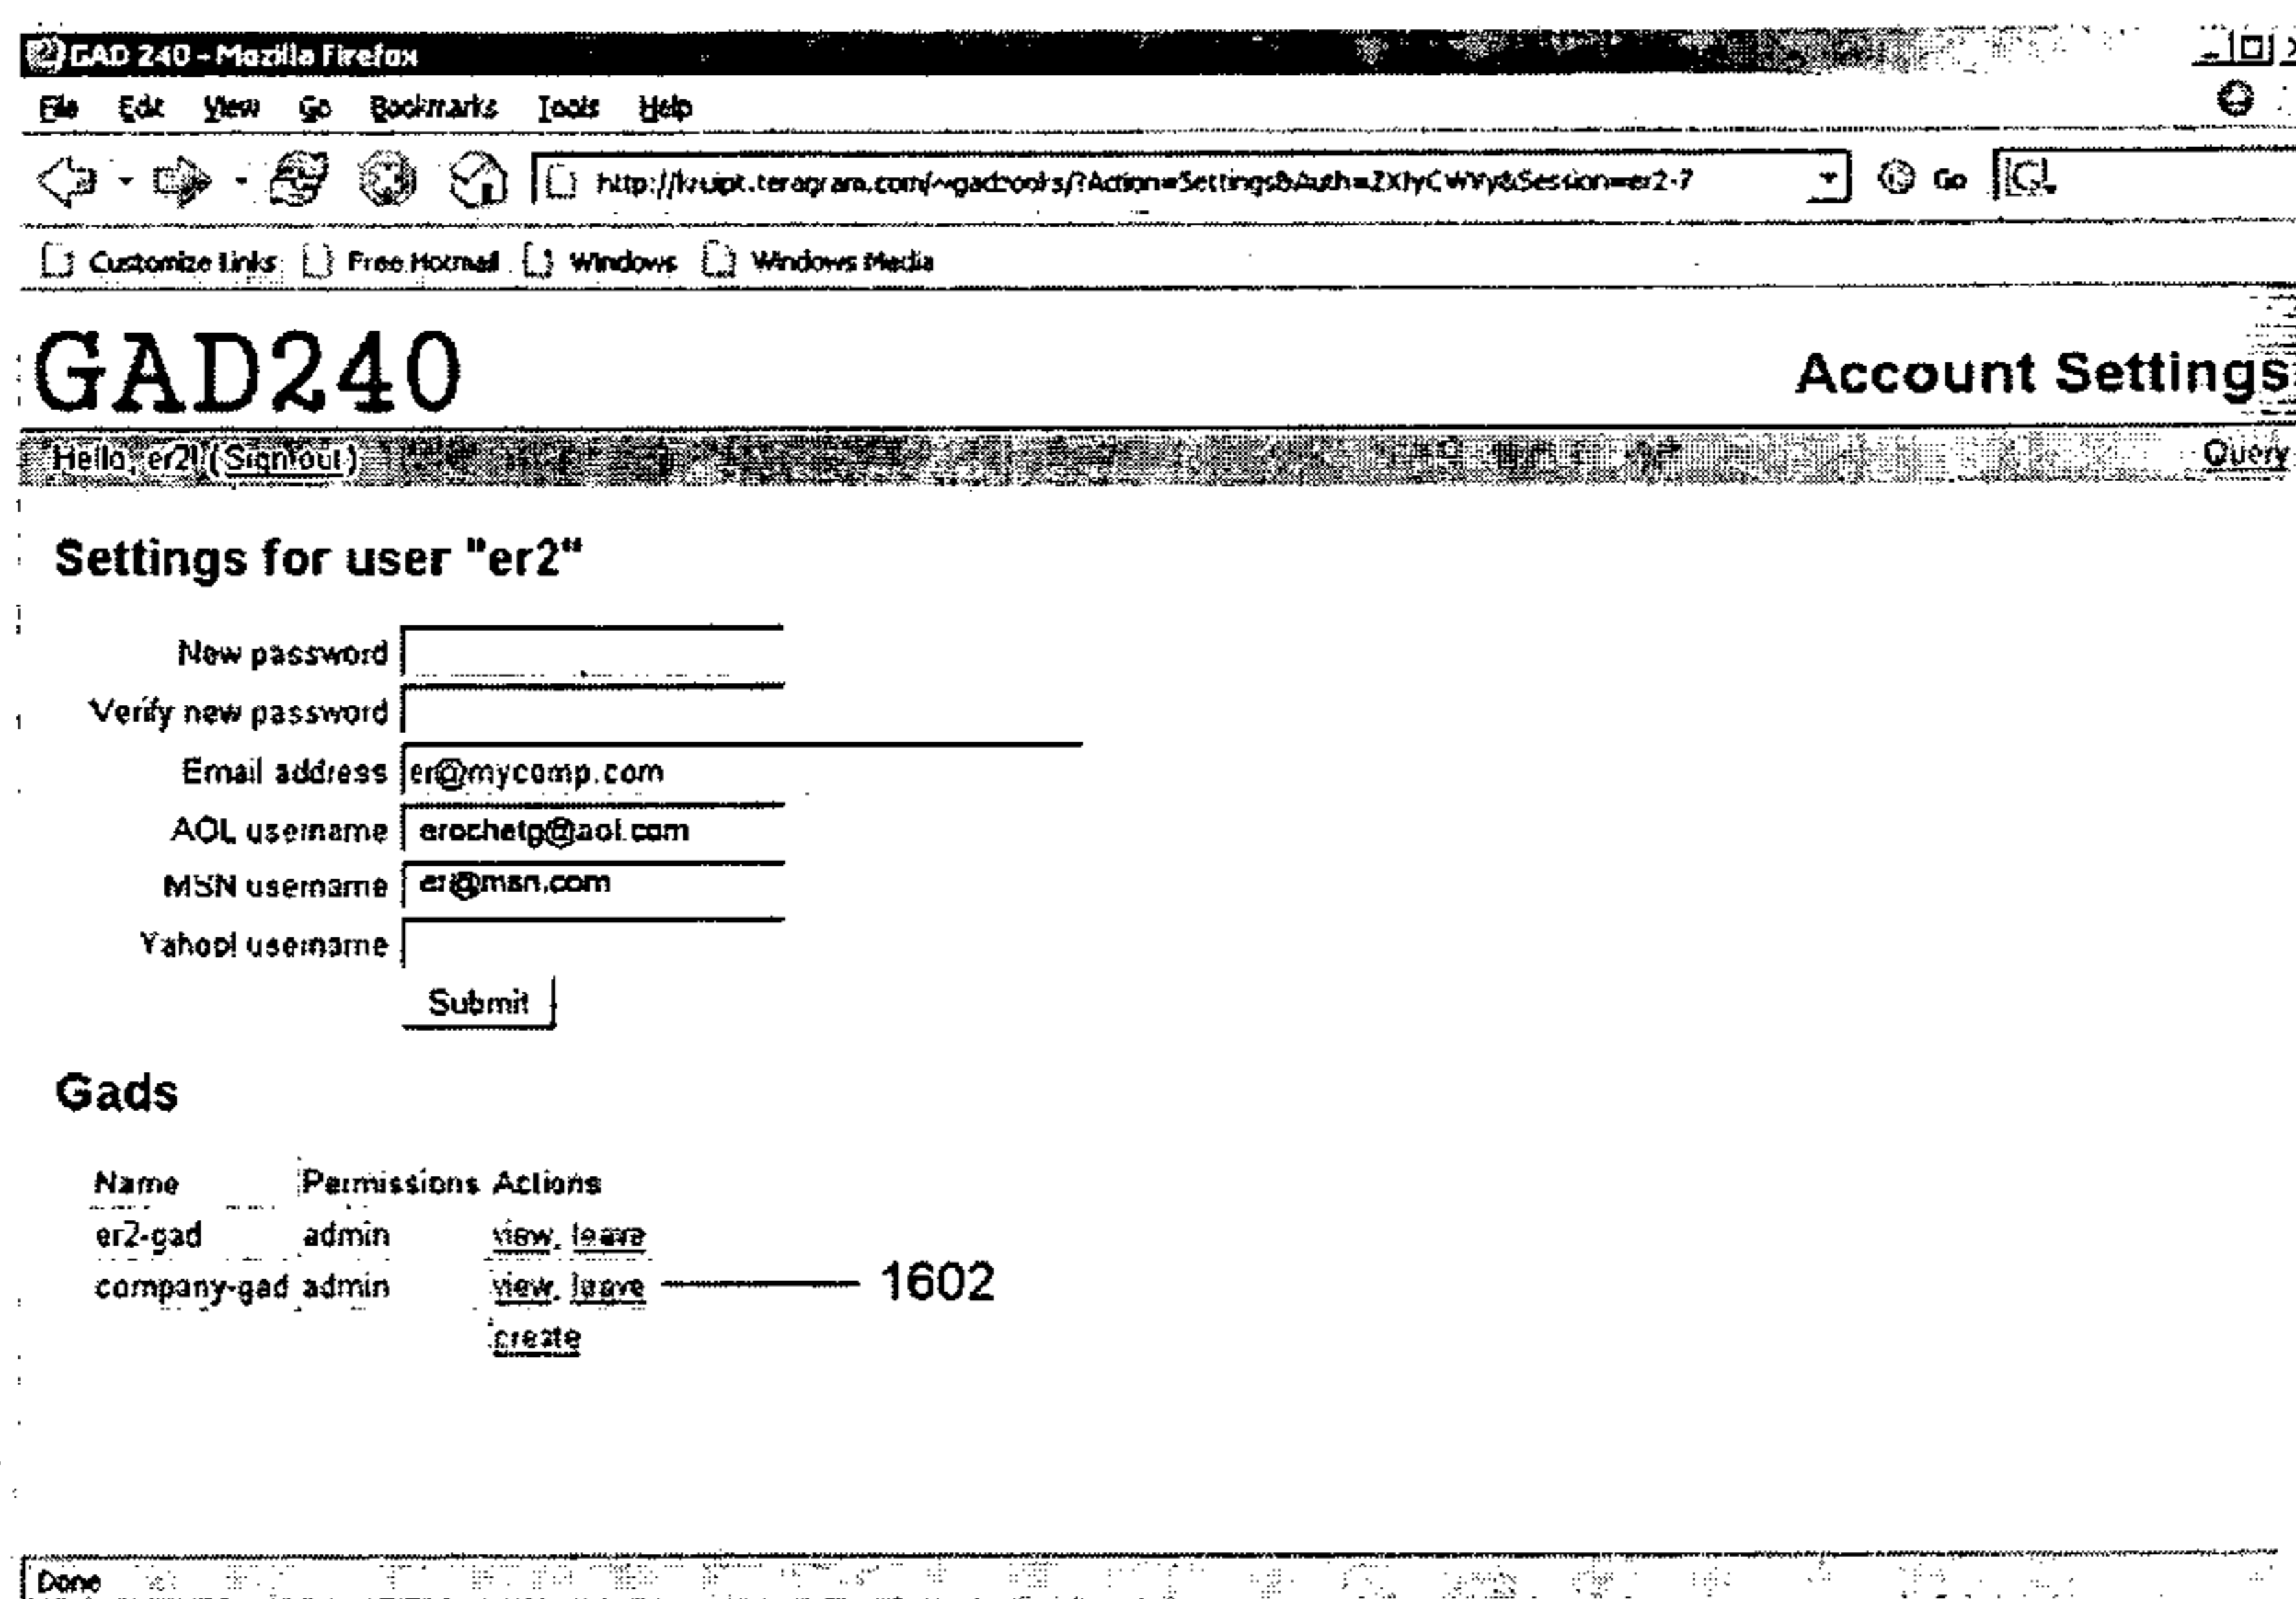 GAD 240 - Mozilla Firefox
File Edit View Go Bookmarks Tools Help
Go
Customize Links Free Hotmail Windows Windows Media
GAD240
Account Settings
Hello, er2! (Sign out)
Query
Settings for user "er2"
New password
Verify new password
Email address er@mycomp.com
AOL username erochetg@aol.com
MSN username er@msn.com
Yahoo! username
Submit
Gads
Name Permissions Actions
er2-gad admin view, leave
company-gad admin view, leave 1602
create
Done